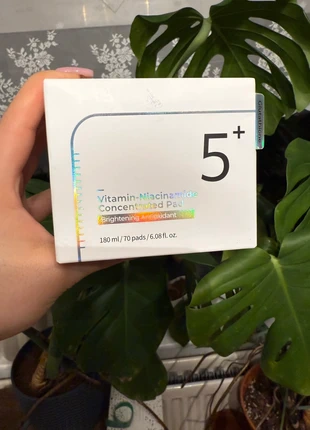 5+
Vitamin-Niacinamide
Concentrated Pad
Brightening Antioxidant
180 ml / 70 pads / 6.08 fl. oz.